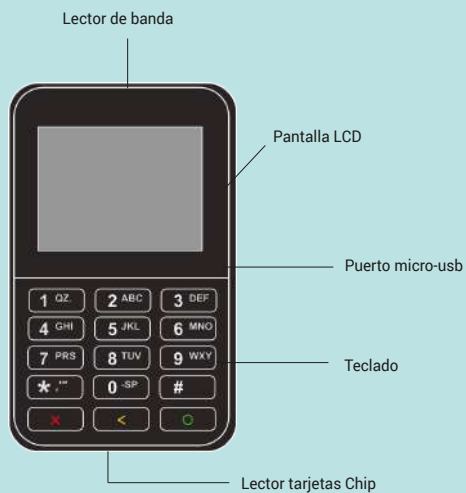 Lector de banda
Pantalla LCD
Puerto micro-usb
1 QZ. 2 ABC 3 DEF
4 GHI 5 JKL 6 MNO
7 PRS 8 TUV 9 WXY
Teclado
* 0 -SP #
Lector tarjetas Chip